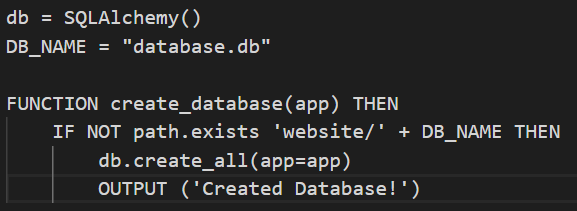 db = SQLAlchemy()
DB_NAME = "database.db"
FUNCTION create_database(app) THEN
IF NOT path.exists 'website/' + DB_NAME THEN
db.create_all(app=app)
OUTPUT ('Created Database!')